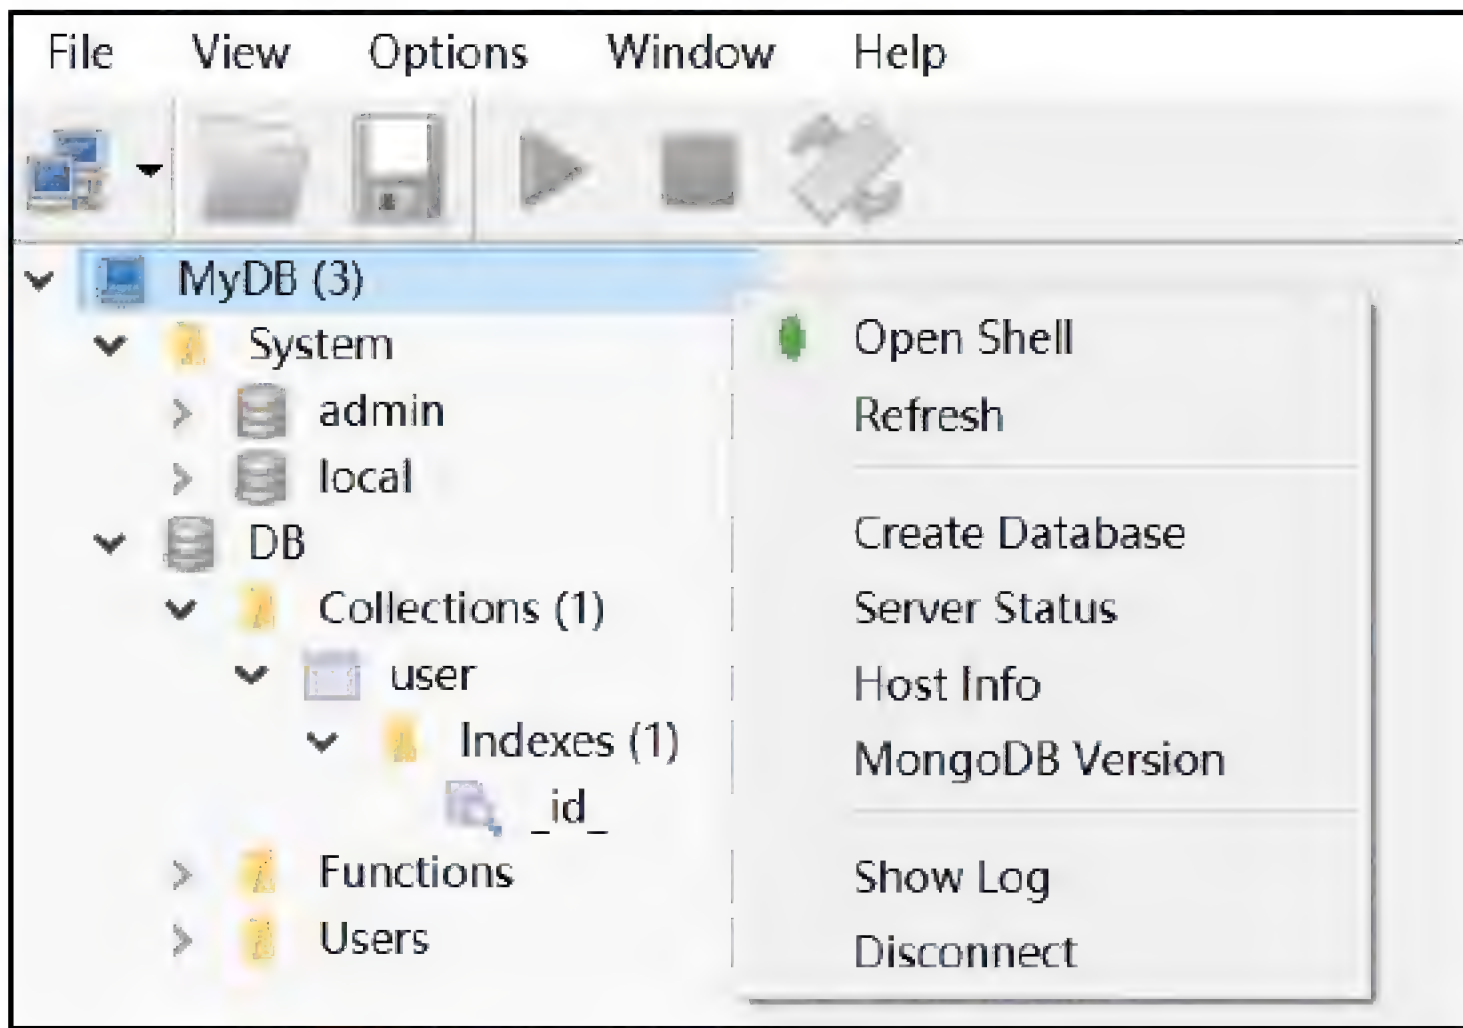 File View Options Window Help
MyDB (3)
System
admin
local
DB
Collections (1)
user
Indexes (1)
_id_
Functions
Users
Open Shell
Refresh
Create Database
Server Status
Host Info
MongoDB Version
Show Log
Disconnect